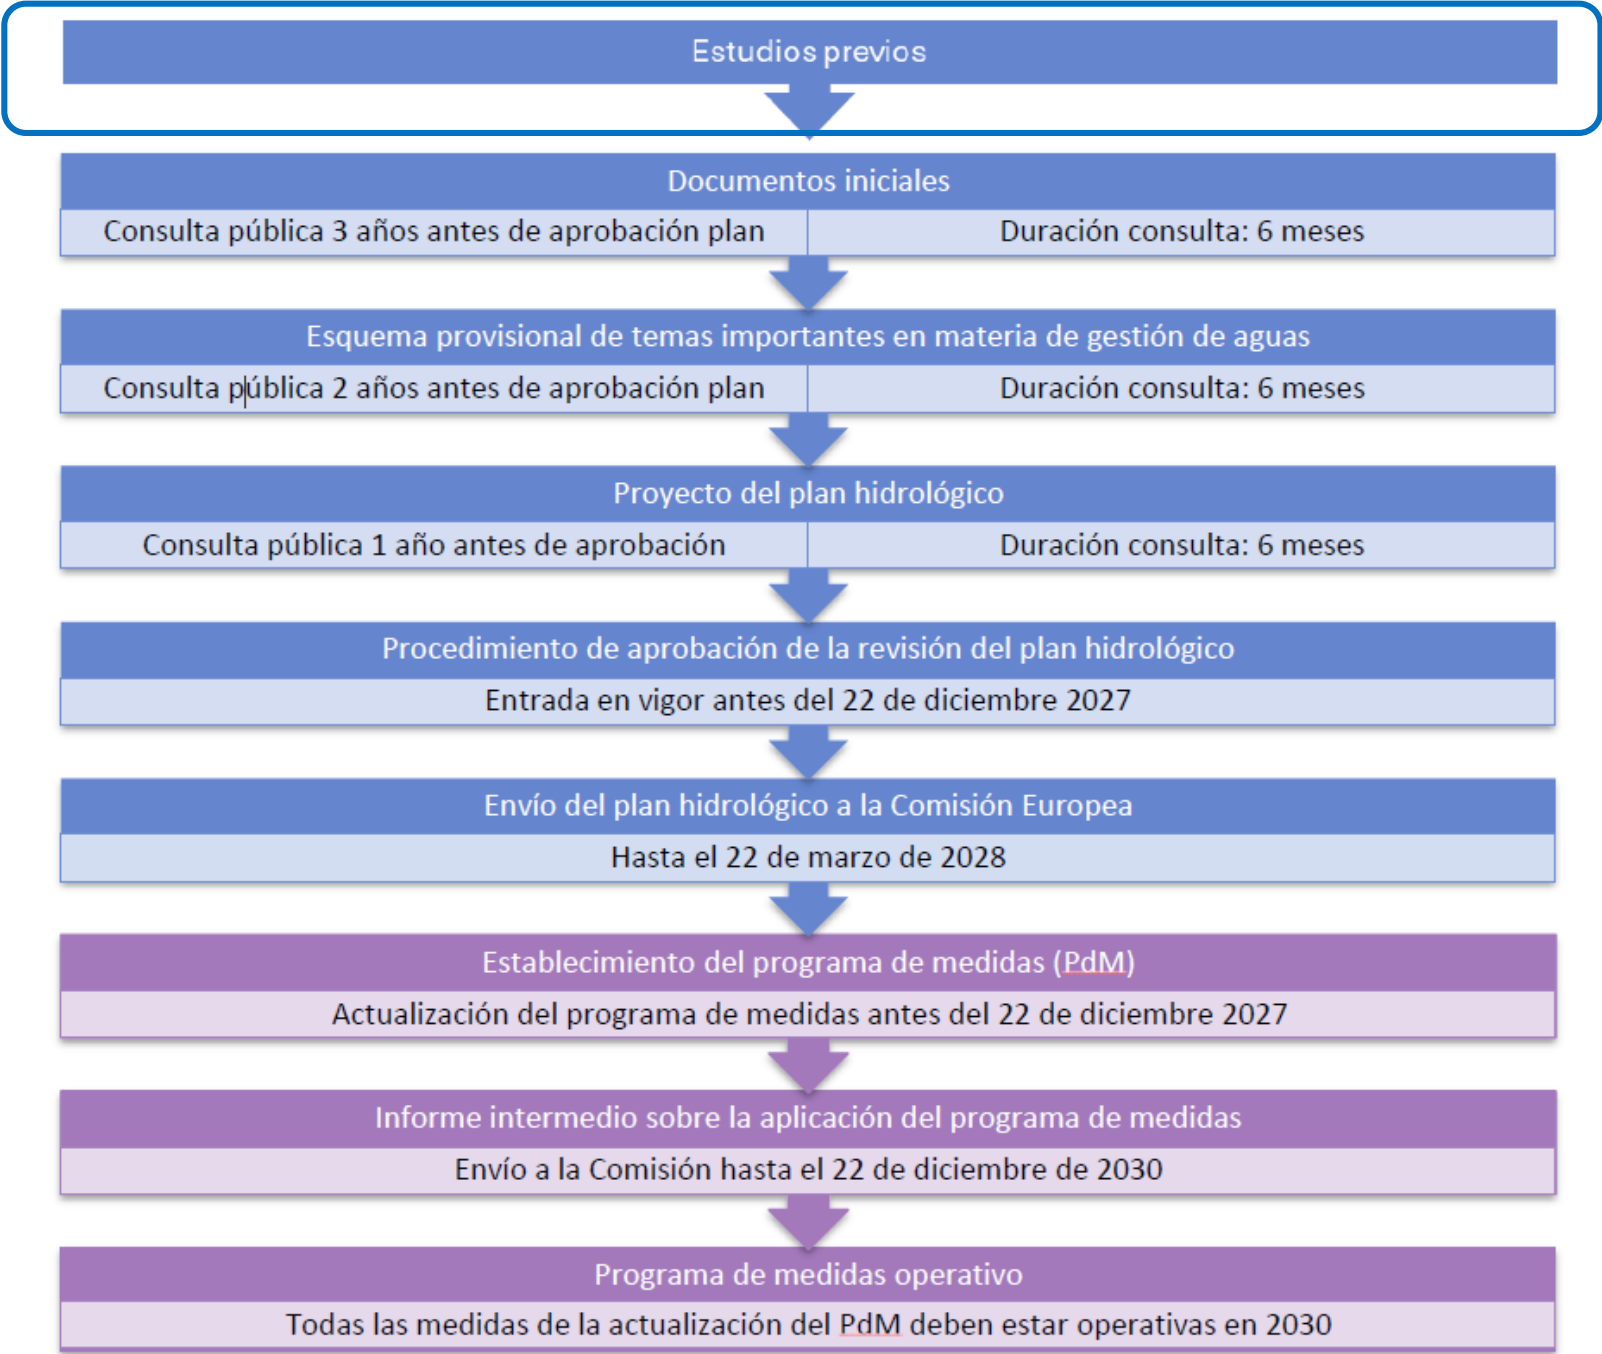 Estudios previos
Documentos iniciales
Consulta pública 3 años antes de aprobación plan
Duración consulta: 6 meses
Esquema provisional de temas importantes en materia de gestión de aguas
Consulta pública 2 años antes de aprobación plan
Duración consulta: 6 meses
Proyecto del plan hidrológico
Consulta pública 1 año antes de aprobación
Duración consulta: 6 meses
Procedimiento de aprobación de la revisión del plan hidrológico
Entrada en vigor antes del 22 de diciembre 2027
Envío del plan hidrológico a la Comisión Europea
Hasta el 22 de marzo de 2028
Establecimiento del programa de medidas (PdM)
Actualización del programa de medidas antes del 22 de diciembre 2027
Informe intermedio sobre la aplicación del programa de medidas
Envío a la Comisión hasta el 22 de diciembre de 2030
Programa de medidas operativo
Todas las medidas de la actualización del PdM deben estar operativas en 2030